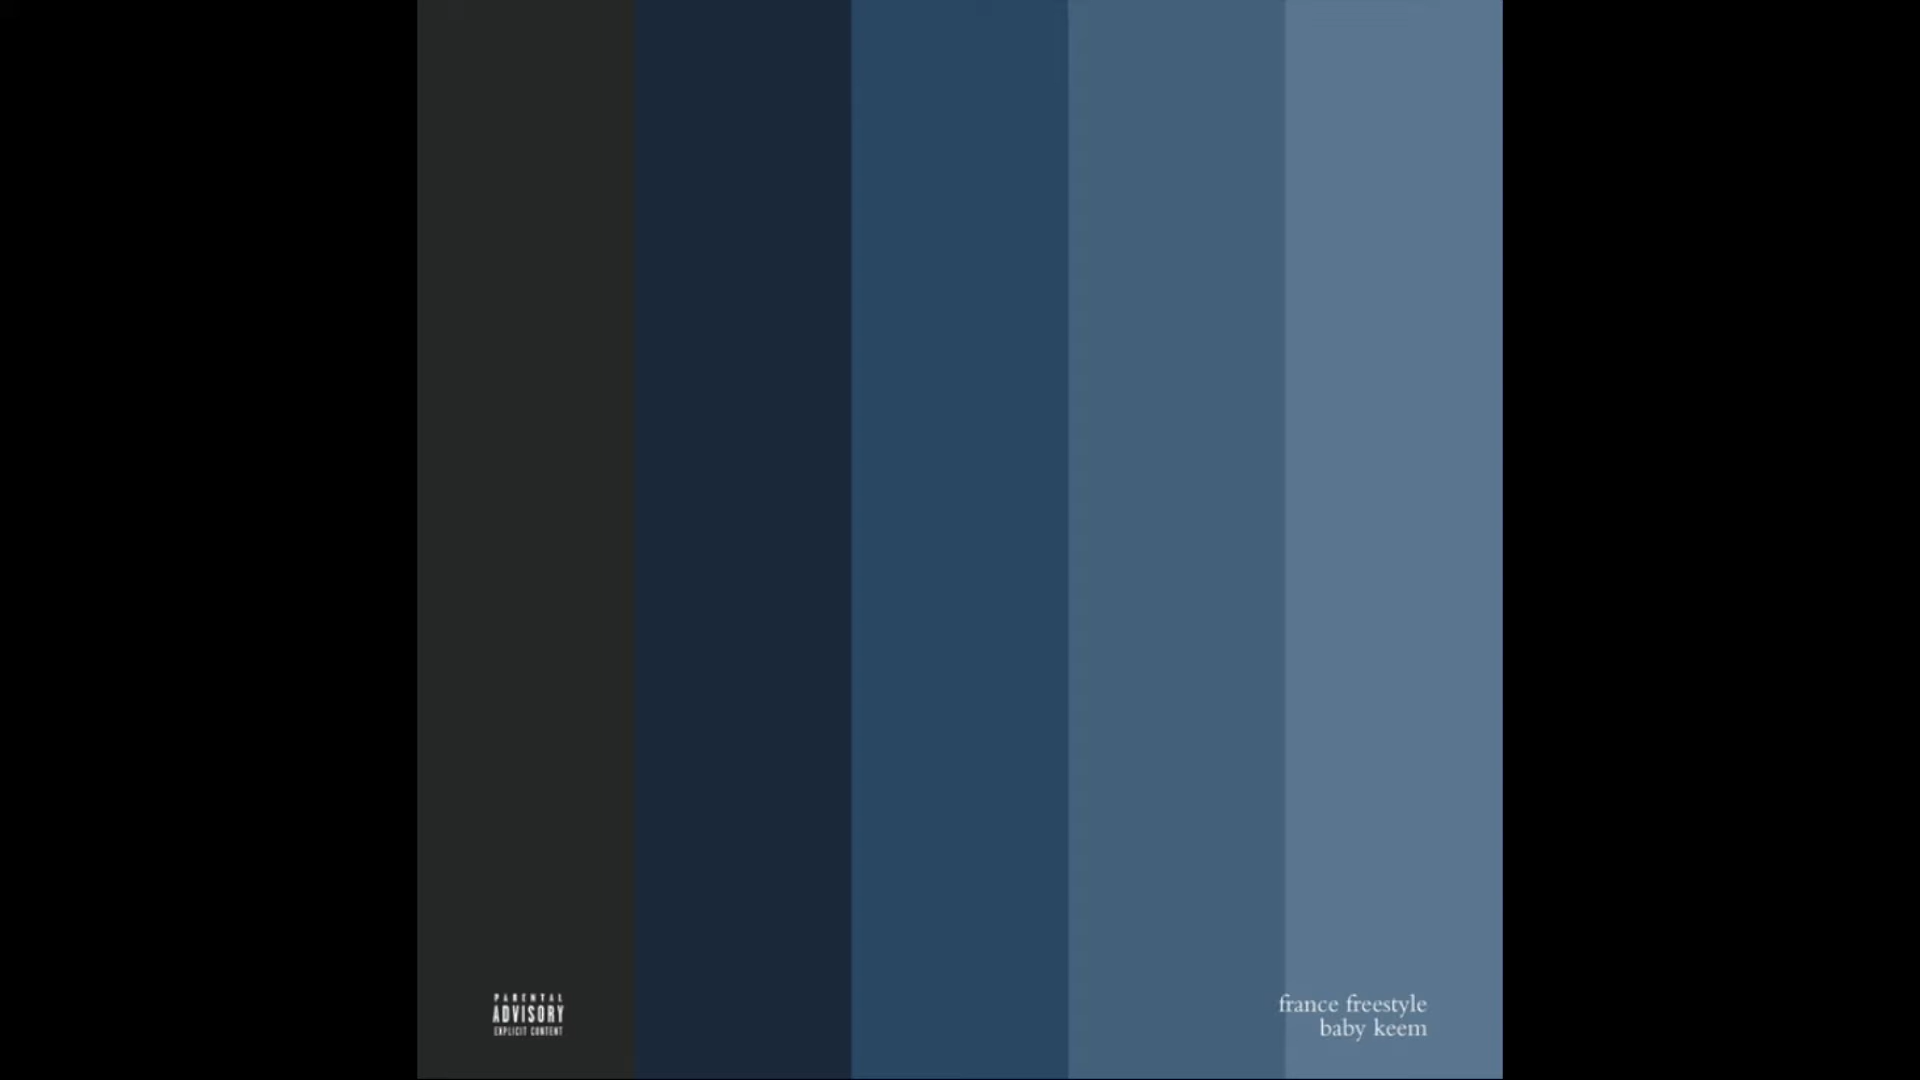 PARENTAL
ADVISORY
EXPLICIT CONTENT
france freestyle
baby keem